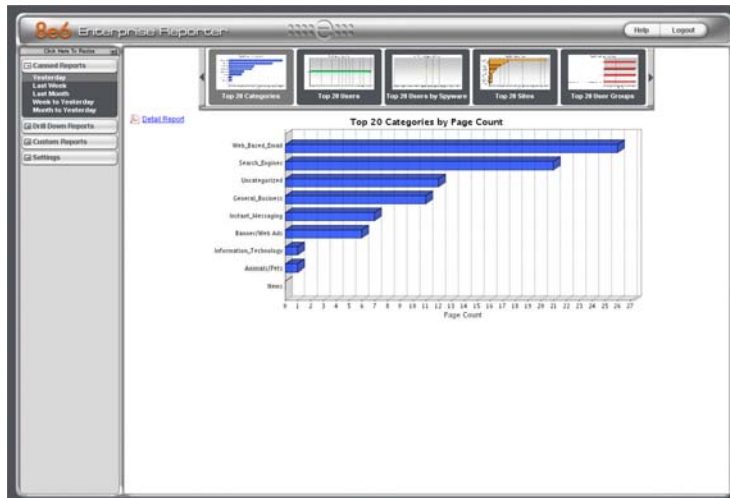 8e6 Enterprise Reporter
Help Logout
Click Here To Resize
Canned Reports
Yesterday
Last Week
Last Month
Week to Yesterday
Month to Yesterday
Drill Down Reports
Custom Reports
Settings
Top 20 Categories Top 20 Users Top 20 Users by Spyware Top 20 Sites Top 20 User Groups
Detail Report
Top 20 Categories by Page Count
Web_Based_Email
Search_Engines
Uncategorized
General_Business
Instant_Messaging
Banner/Web Ads
Information_Technology
Animals/Pets
News
0 1 2 3 4 5 6 7 8 9 10 11 12 13 14 15 16 17 18 19 20 21 22 23 24 25 26 27
Page Count